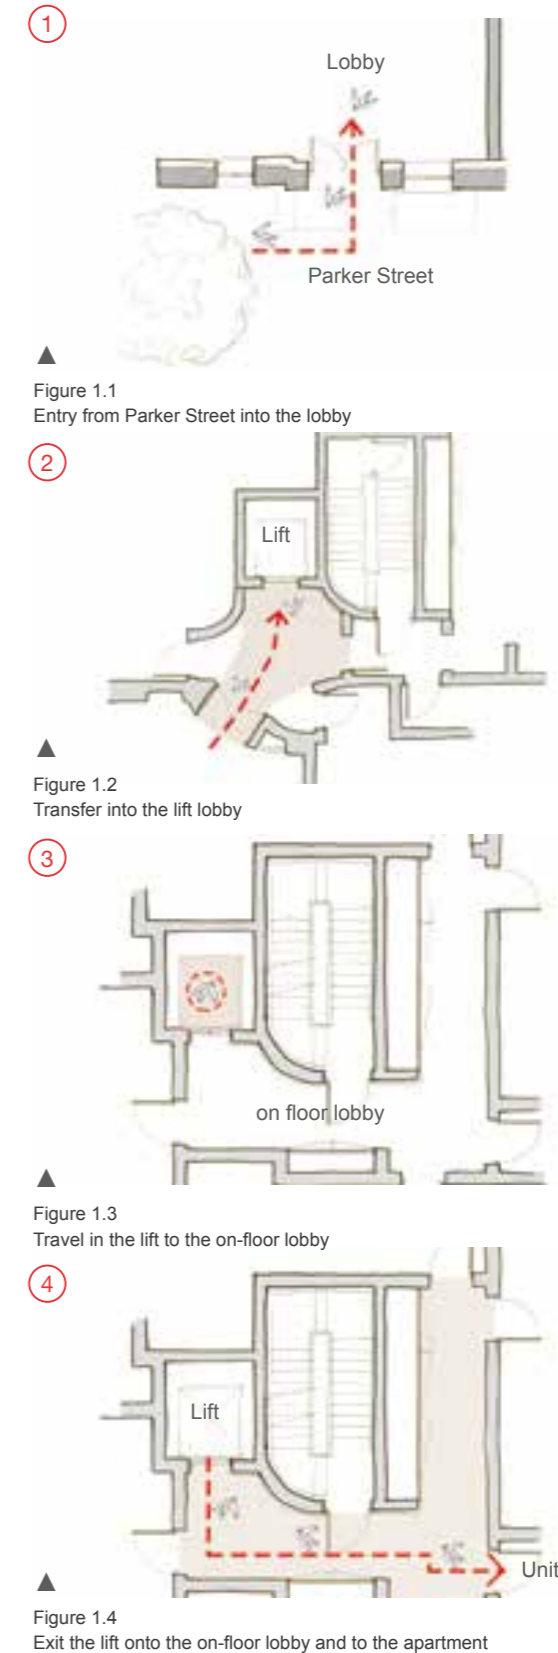 1
Lobby
Parker Street
Figure 1.1
Entry from Parker Street into the lobby
2
Lift
Figure 1.2
Transfer into the lift lobby
3
on floor lobby
Figure 1.3
Travel in the lift to the on-floor lobby
4
Lift
Unit
Figure 1.4
Exit the lift onto the on-floor lobby and to the apartment